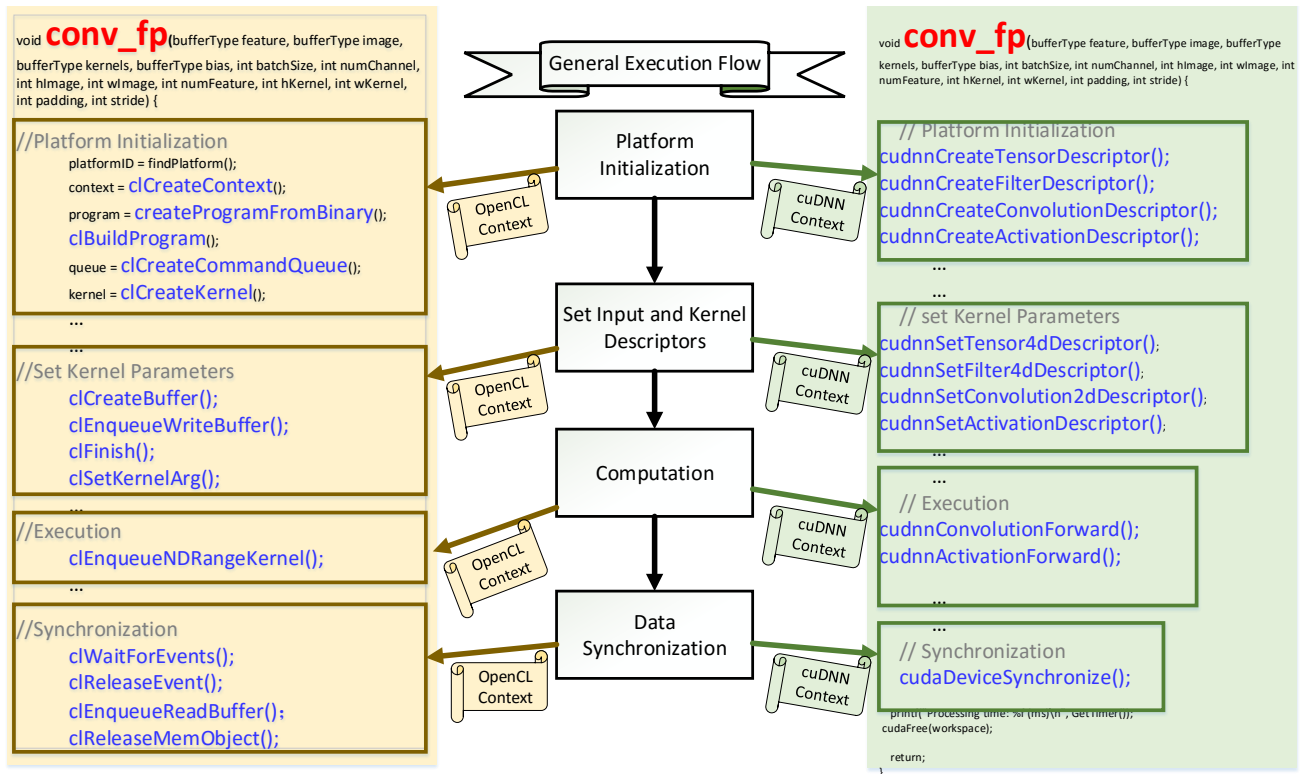 void conv_fp(bufferType feature, bufferType image,
bufferType kernels, bufferType bias, int batchSize, int numChannel,
int hImage, int wImage, int numFeature, int hKernel, int wKernel,
int padding, int stride) {
//Platform Initialization
platformID = findPlatform();
context = clCreateContext();
program = createProgramFromBinary();
clBuildProgram();
queue = clCreateCommandQueue();
kernel = clCreateKernel();
...
...
//Set Kernel Parameters
clCreateBuffer();
clEnqueueWriteBuffer();
clFinish();
clSetKernelArg();
...
//Execution
clEnqueueNDRangeKernel();
...
//Synchronization
clWaitForEvents();
clReleaseEvent();
clEnqueueReadBuffer();
clReleaseMemObject();
General Execution Flow
Platform
Initialization
OpenCL
Context
cuDNN
Context
Set Input and Kernel
Descriptors
OpenCL
Context
cuDNN
Context
Computation
OpenCL
Context
cuDNN
Context
Data
Synchronization
OpenCL
Context
cuDNN
Context
void conv_fp(bufferType feature, bufferType image, bufferType
kernels, bufferType bias, int batchSize, int numChannel, int hImage, int wImage, int
numFeature, int hKernel, int wKernel, int padding, int stride) {
// Platform Initialization
cudnnCreateTensorDescriptor();
cudnnCreateFilterDescriptor();
cudnnCreateConvolutionDescriptor();
cudnnCreateActivationDescriptor();
...
...
// set Kernel Parameters
cudnnSetTensor4dDescriptor();
cudnnSetFilter4dDescriptor();
cudnnSetConvolution2dDescriptor();
cudnnSetActivationDescriptor();
...
...
// Execution
cudnnConvolutionForward();
cudnnActivationForward();
...
...
// Synchronization
cudaDeviceSynchronize();
printf("Processing time: %f (ms)\n", GetTimer());
cudaFree(workspace);
return;
}